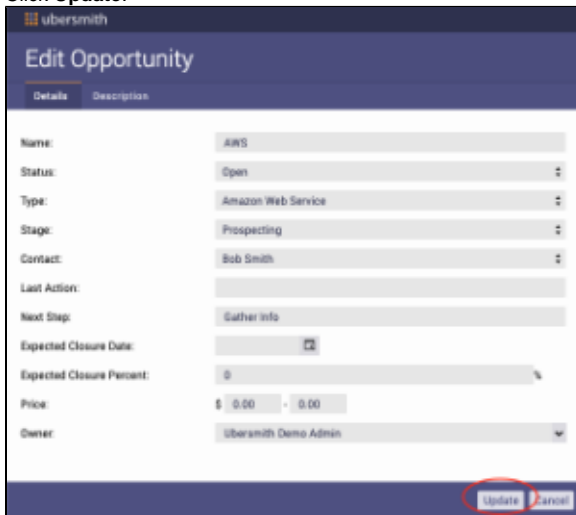 Click Update.
ubersmith
Edit Opportunity
Details Description
Name: AWS
Status: Open
Type: Amazon Web Service
Stage: Prospecting
Contact: Bob Smith
Last Action:
Next Step: Gather Info
Expected Closure Date:
Expected Closure Percent: 0 %
Price: $ 0.00 - 0.00
Owner: Ubersmith Demo Admin
Update Cancel